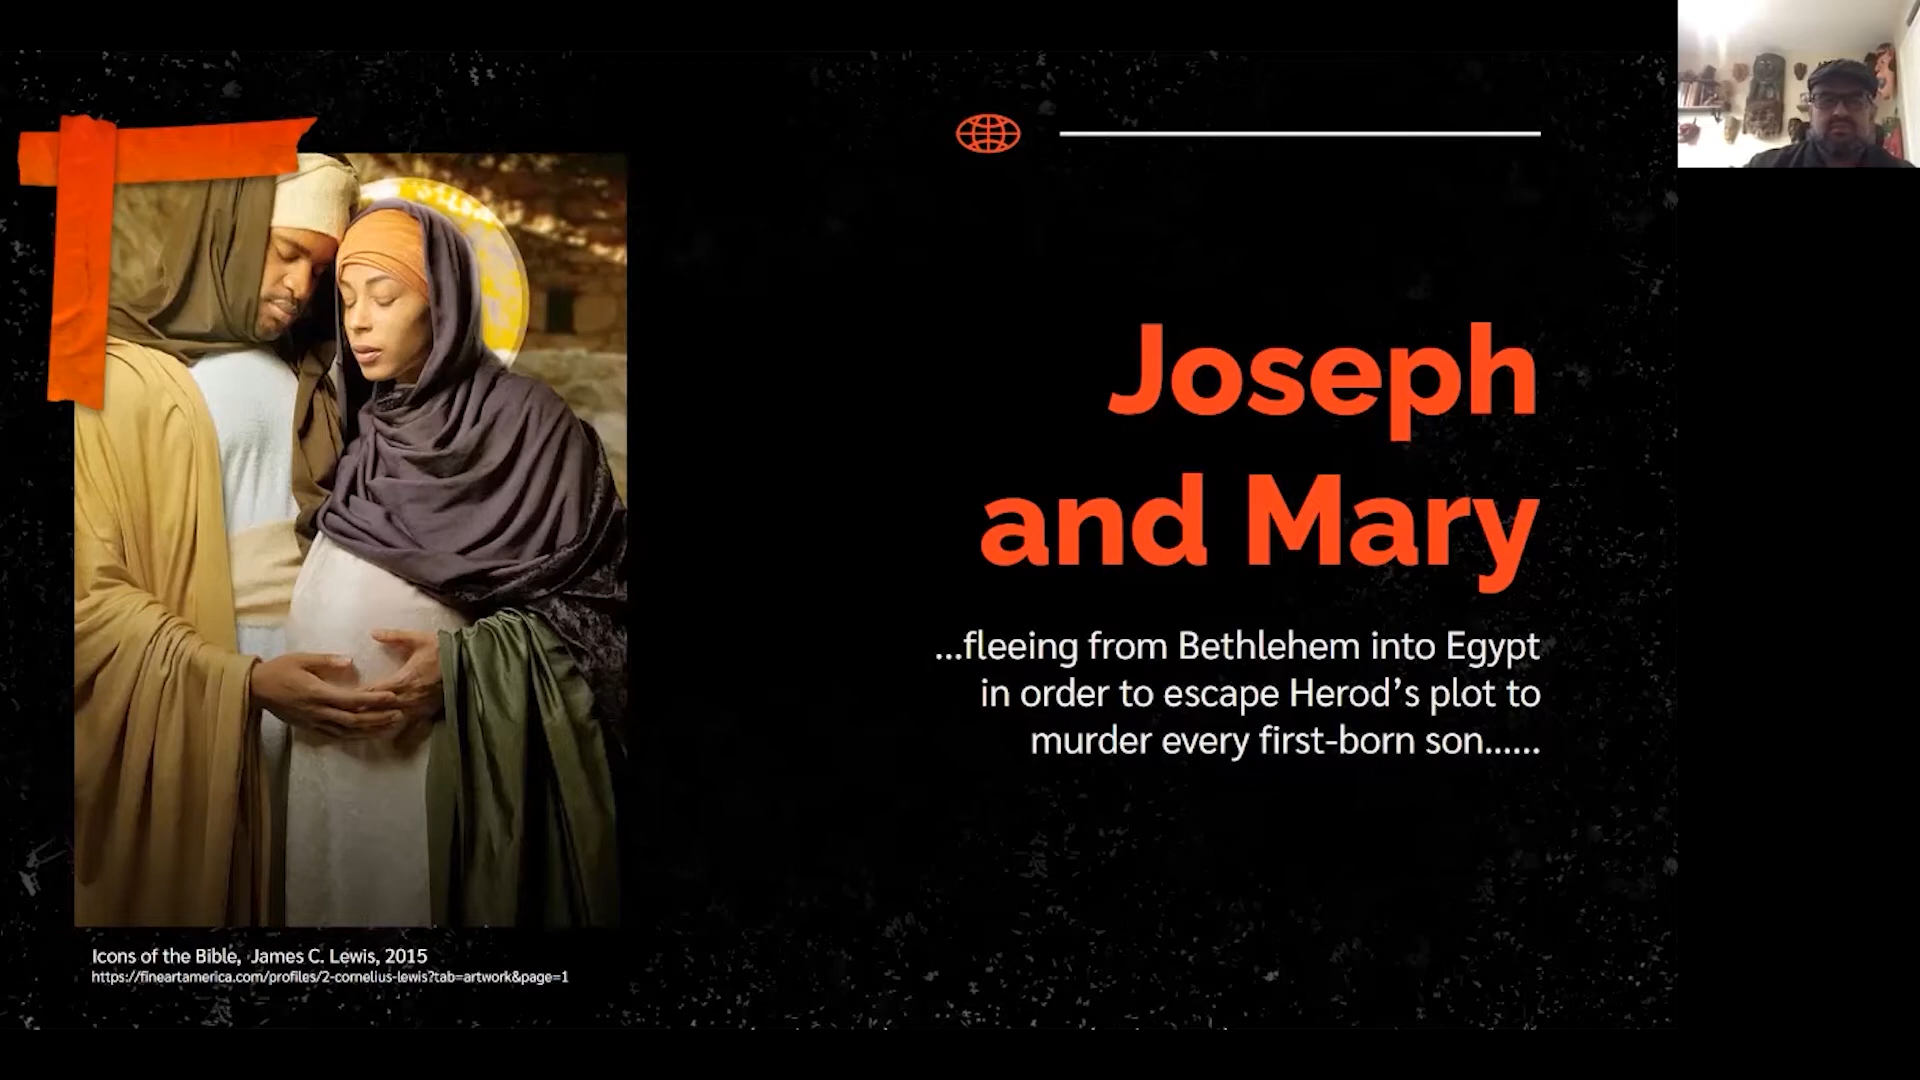 Joseph
and Mary
...fleeing from Bethlehem into Egypt
in order to escape Herod’s plot to
murder every first-born son......
Icons of the Bible,  James C. Lewis, 2015
https://fineartamerica.com/profiles/2-cornelius-lewis?tab=artwork&page=1